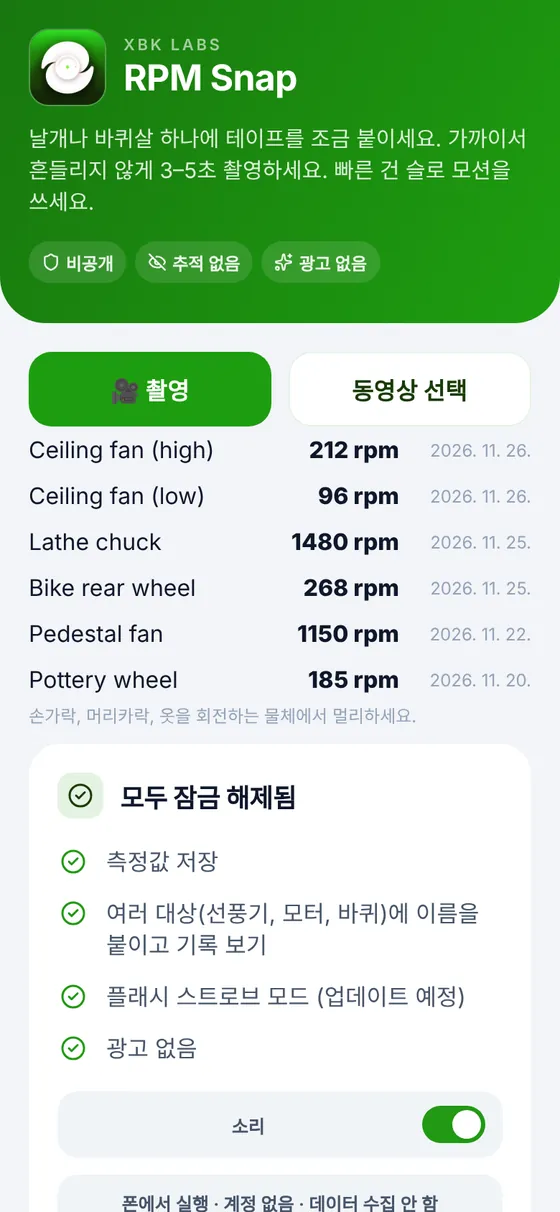 XBK LABS
RPM Snap
날개나 바퀴살 하나에 테이프를 조금 붙이세요. 가까이서
흔들리지 않게 3–5초 촬영하세요. 빠른 건 슬로 모션을
쓰세요.
비공개 추적 없음 광고 없음
촬영 동영상 선택
Ceiling fan (high) 212 rpm 2026. 11. 26.
Ceiling fan (low) 96 rpm 2026. 11. 26.
Lathe chuck 1480 rpm 2026. 11. 25.
Bike rear wheel 268 rpm 2026. 11. 25.
Pedestal fan 1150 rpm 2026. 11. 22.
Pottery wheel 185 rpm 2026. 11. 20.
손가락, 머리카락, 옷을 회전하는 물체에서 멀리하세요.
모두 잠금 해제됨
측정값 저장
여러 대상(선풍기, 모터, 바퀴)에 이름을
붙이고 기록 보기
플래시 스트로브 모드 (업데이트 예정)
광고 없음
소리
폰에서 실행 · 계정 없음 · 데이터 수집 안 함